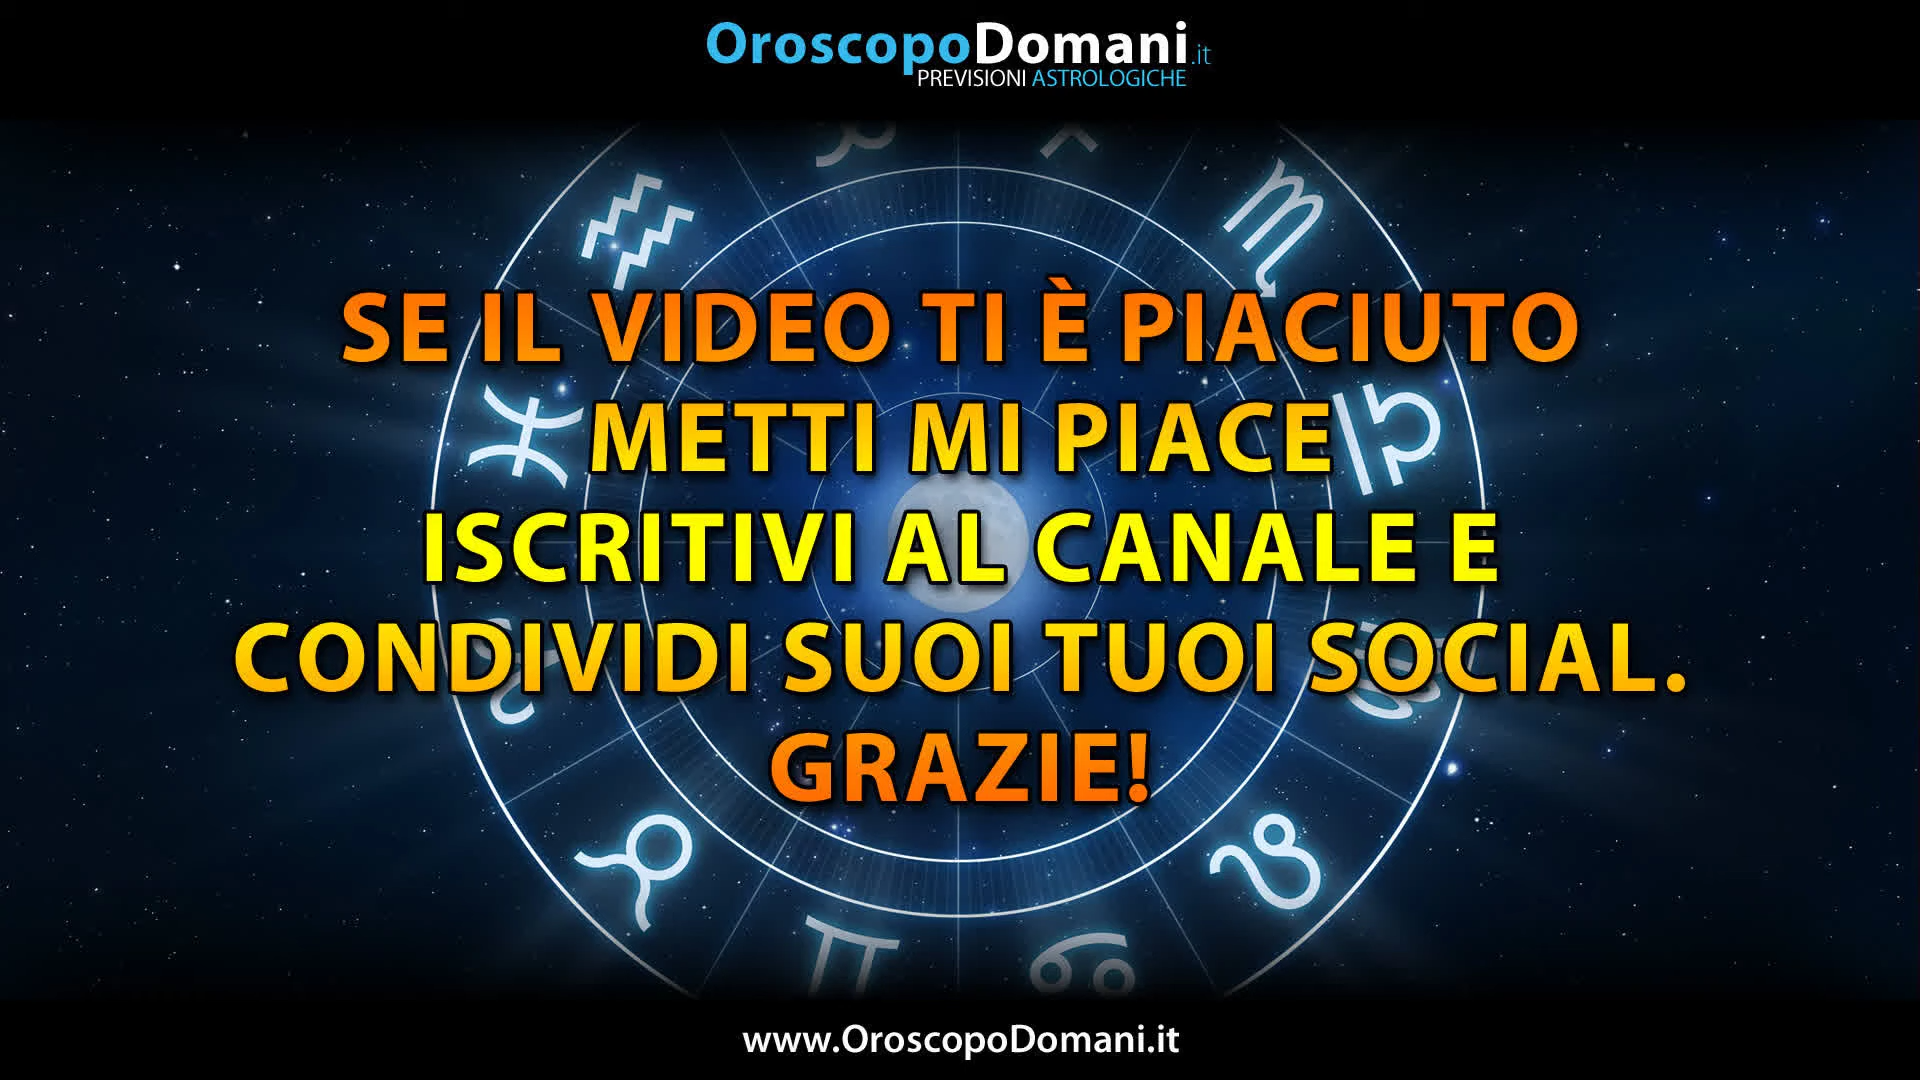 OroscopoDomani.it
PREVISIONI ASTROLOGICHE
SE IL VIDEO TI È PIACIUTO
METTI MI PIACE
ISCRITIVI AL CANALE E
CONDIVIDI SUOI TUOI SOCIAL.
GRAZIE!
www.OroscopoDomani.it